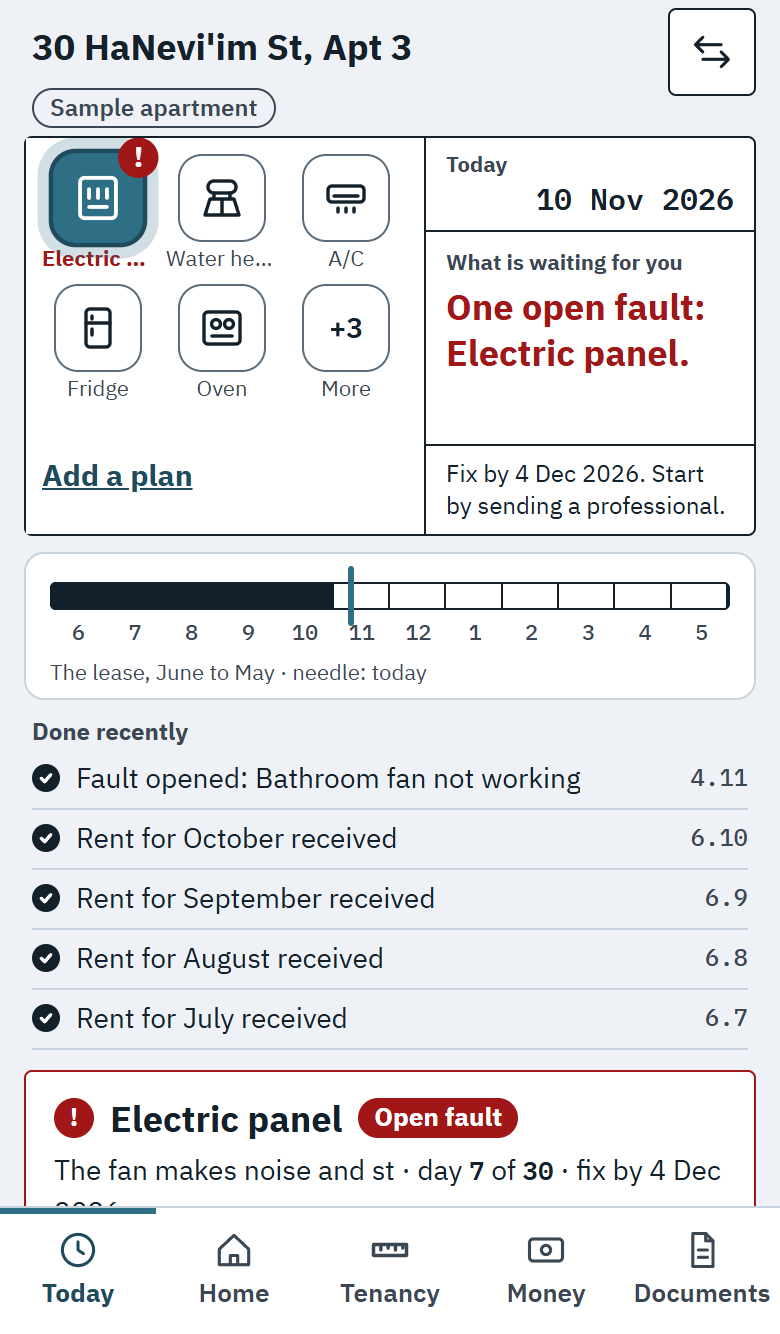 30 HaNevi'im St, Apt 3
Sample apartment
!
Electric ...
Water he...
A/C
Fridge
Oven
+3
More
Add a plan
Today
10 Nov 2026
What is waiting for you
One open fault:
Electric panel.
Fix by 4 Dec 2026. Start
by sending a professional.
6 7 8 9 10 11 12 1 2 3 4 5
The lease, June to May · needle: today
Done recently
Fault opened: Bathroom fan not working 4.11
Rent for October received 6.10
Rent for September received 6.9
Rent for August received 6.8
Rent for July received 6.7
! Electric panel Open fault
The fan makes noise and st · day 7 of 30 · fix by 4 Dec
Today Home Tenancy Money Documents